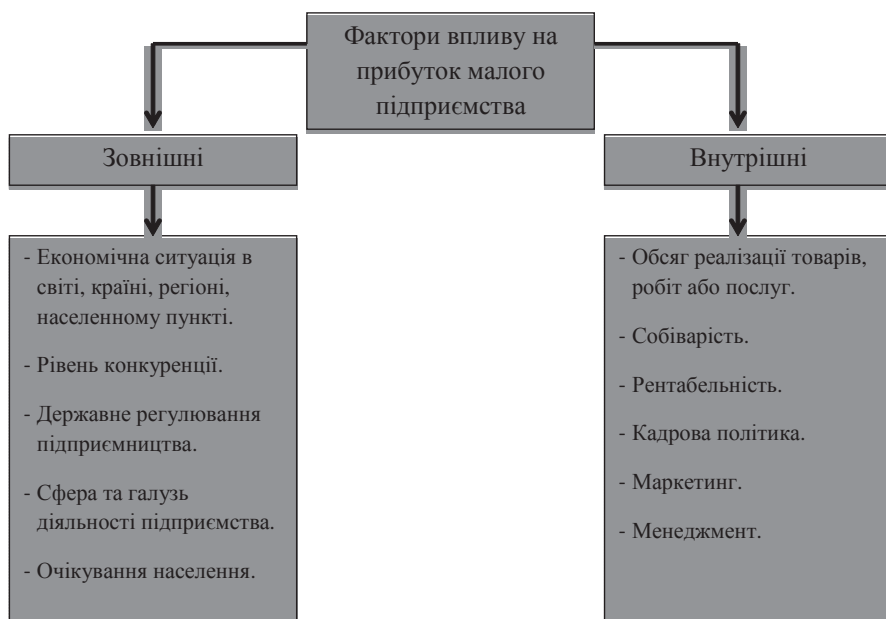 Фактори впливу на
прибуток малого
підприємства
Зовнішні
Внутрішні
- Економічна ситуація в
світі, країні, регіоні,
населенному пункті.
- Рівень конкуренції.
- Державне регулювання
підприємництва.
- Сфера та галузь
діяльності підприємства.
- Очікування населення.
- Обсяг реалізації товарів,
робіт або послуг.
- Собіварість.
- Рентабельність.
- Кадрова політика.
- Маркетинг.
- Менеджмент.